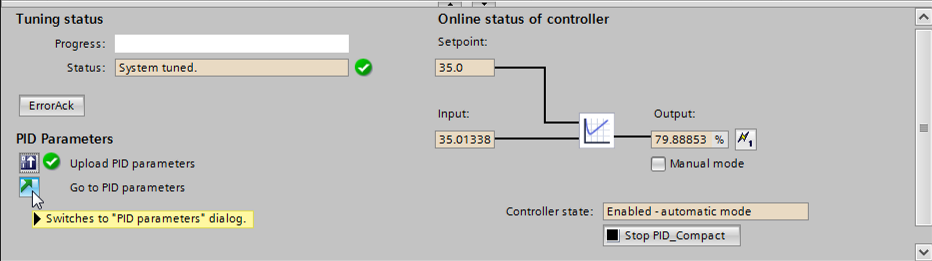 Tuning status
Progress:
Status: System tuned.
ErrorAck
PID Parameters
Upload PID parameters
Go to PID parameters
Switches to "PID parameters" dialog.
Online status of controller
Setpoint:
35.0
Input:
35.01338
Output:
79.88853 %
1
Manual mode
Controller state: Enabled - automatic mode
Stop PID_Compact